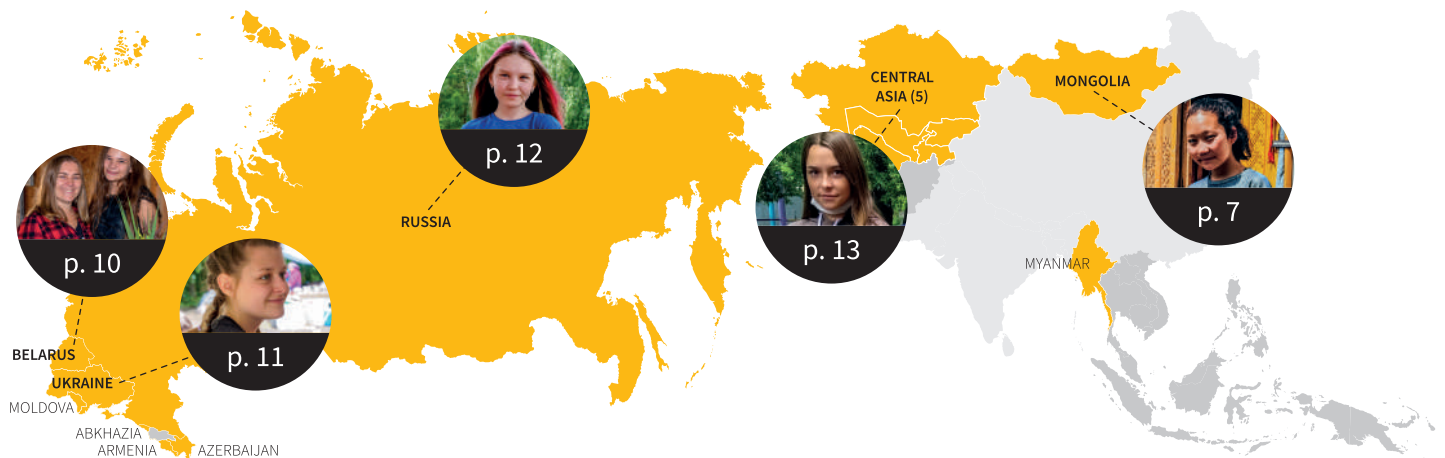 CENTRAL
ASIA (5)
MONGOLIA
p. 12
RUSSIA
p. 7
p. 13
p. 10
MYANMAR
p. 11
BELARUS
UKRAINE
MOLDOVA
ABKHAZIA
ARMENIA
AZERBAIJAN